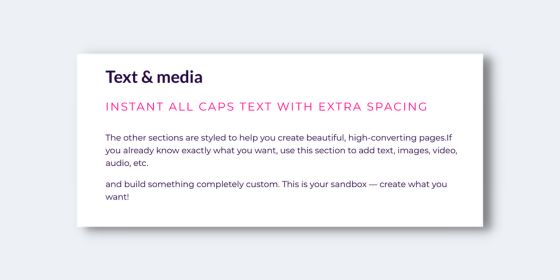 Text & media
INSTANT ALL CAPS TEXT WITH EXTRA SPACING
The other sections are styled to help you create beautiful, high-converting pages.If
you already know exactly what you want, use this section to add text, images, video,
audio, etc.
and build something completely custom. This is your sandbox — create what you
want!